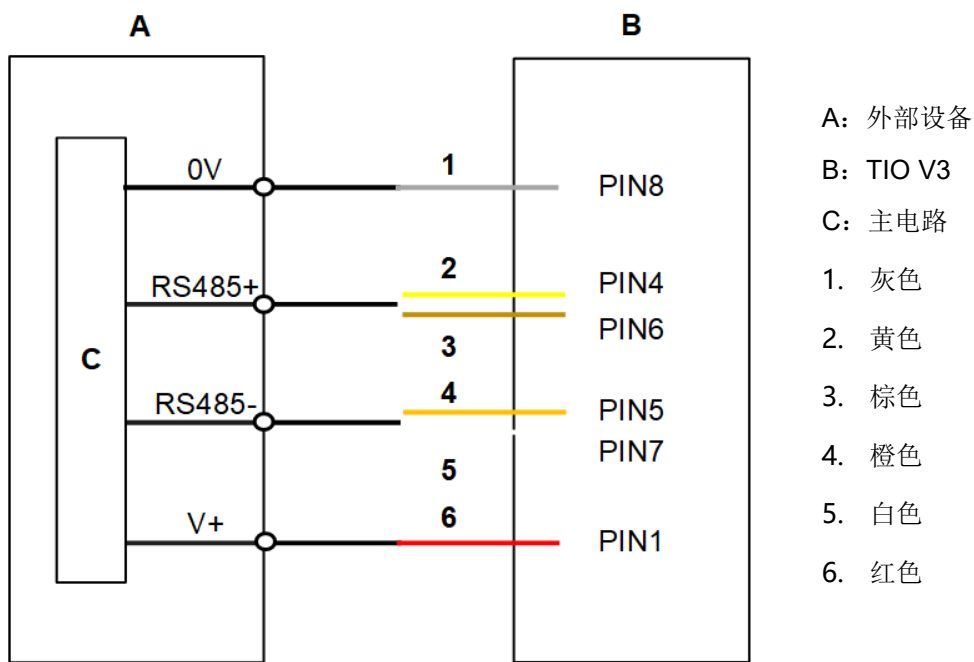 A
B
0V
1
PIN8
RS485+
2
PIN4
PIN6
C
3
RS485-
4
PIN5
PIN7
5
V+
6
PIN1
A：外部设备
B：TIO V3
C：主电路
1. 灰色
2. 黄色
3. 棕色
4. 橙色
5. 白色
6. 红色